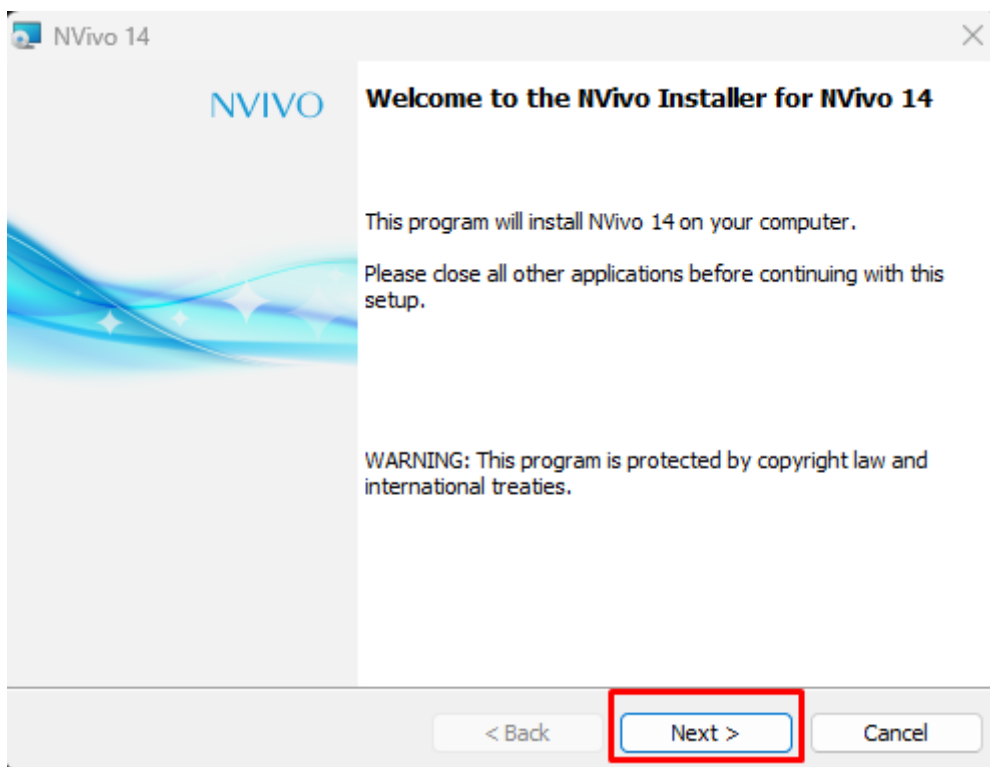 NVivo 14
NVIVO
Welcome to the NVivo Installer for NVivo 14
This program will install NVivo 14 on your computer.
Please close all other applications before continuing with this
setup.
WARNING: This program is protected by copyright law and
international treaties.
< Back
Next >
Cancel